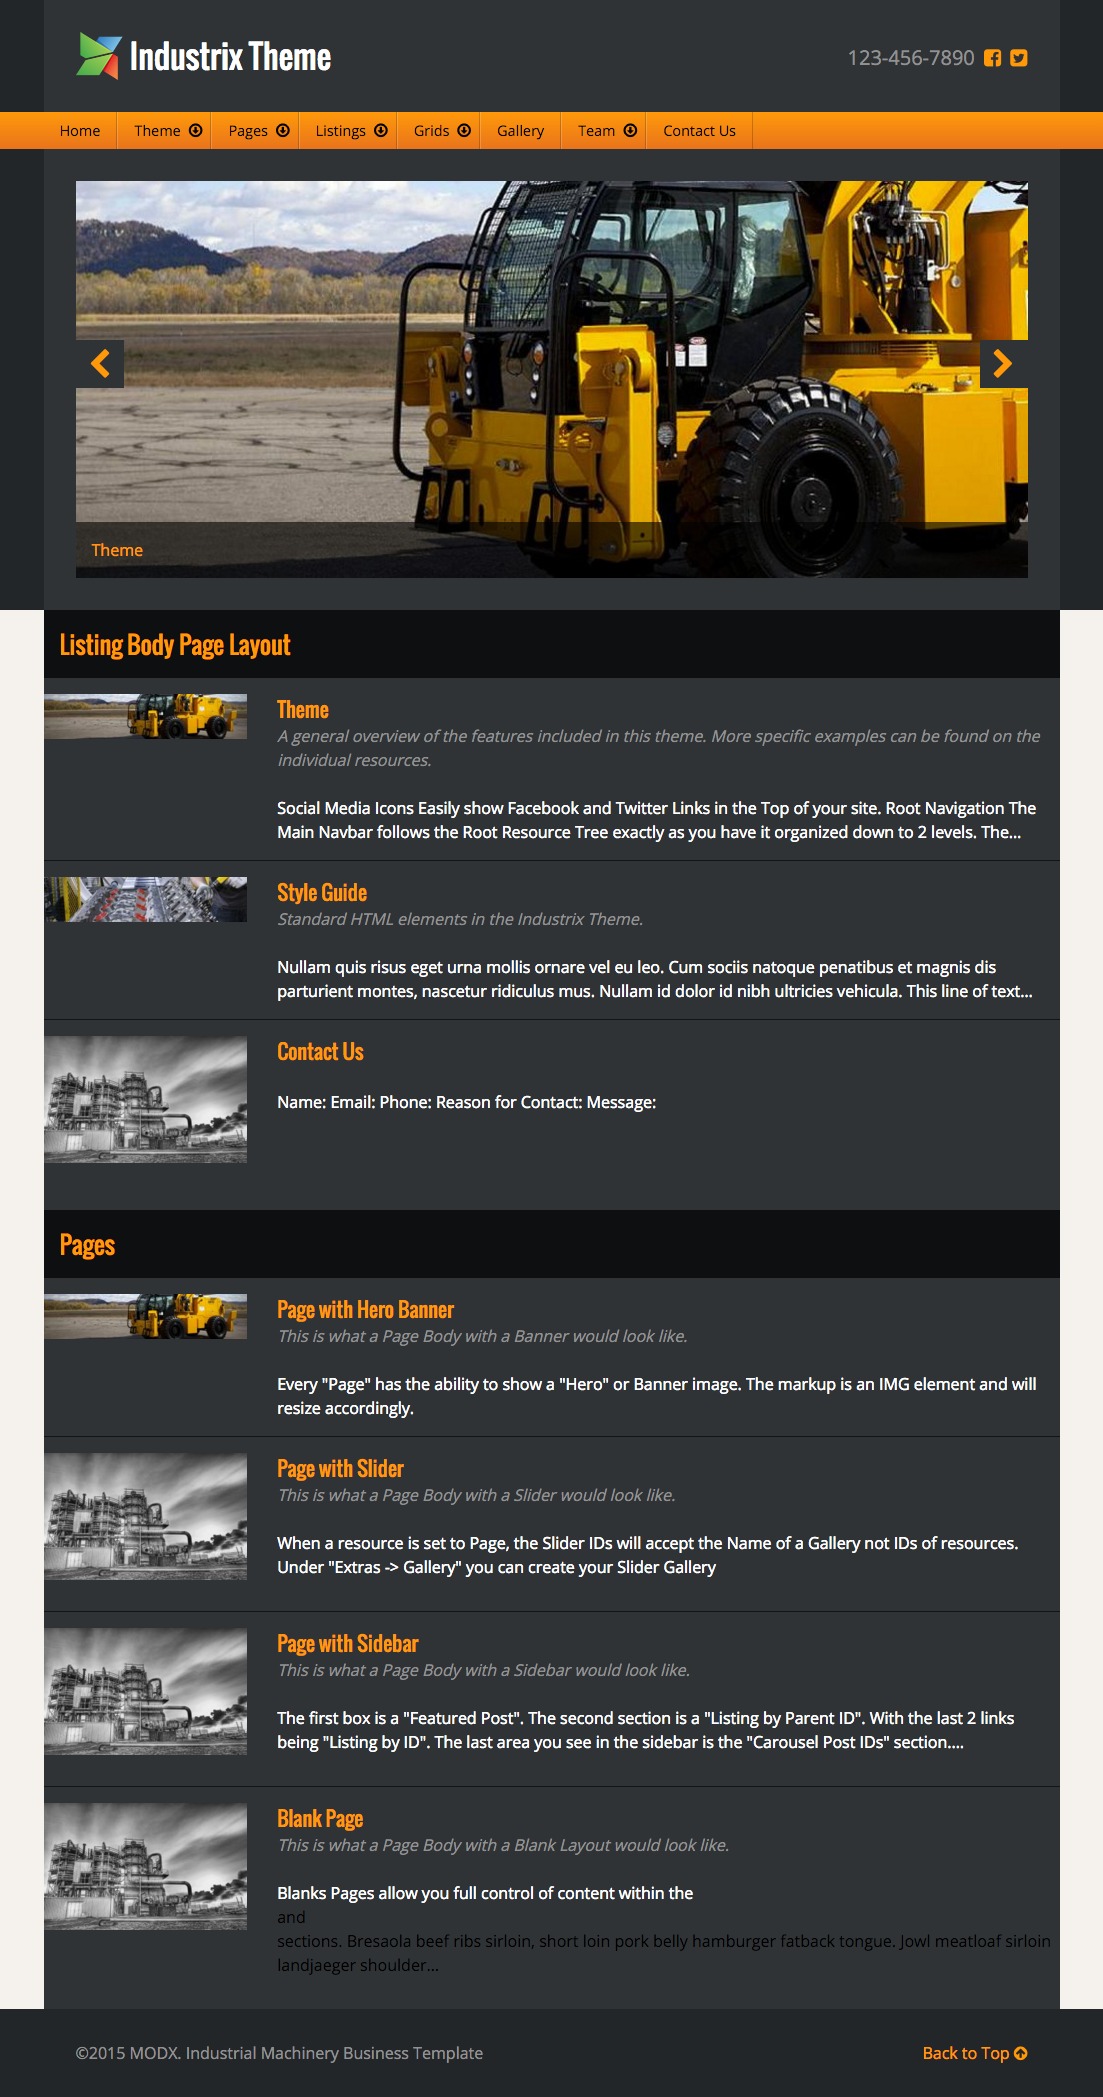 Industrix Theme
123-456-7890
Home Theme Pages Listings Grids Gallery Team Contact Us
Theme
Listing Body Page Layout
Theme
A general overview of the features included in this theme. More specific examples can be found on the
individual resources.
Social Media Icons Easily show Facebook and Twitter Links in the Top of your site. Root Navigation The
Main Navbar follows the Root Resource Tree exactly as you have it organized down to 2 levels. The...
Style Guide
Standard HTML elements in the Industrix Theme.
Nullam quis risus eget urna mollis ornare vel eu leo. Cum sociis natoque penatibus et magnis dis
parturient montes, nascetur ridiculus mus. Nullam id dolor id nibh ultricies vehicula. This line of text...
Contact Us
Name: Email: Phone: Reason for Contact: Message:
Pages
Page with Hero Banner
This is what a Page Body with a Banner would look like.
Every "Page" has the ability to show a "Hero" or Banner image. The markup is an IMG element and will
resize accordingly.
Page with Slider
This is what a Page Body with a Slider would look like.
When a resource is set to Page, the Slider IDs will accept the Name of a Gallery not IDs of resources.
Under "Extras -> Gallery" you can create your Slider Gallery
Page with Sidebar
This is what a Page Body with a Sidebar would look like.
The first box is a "Featured Post". The second section is a "Listing by Parent ID". With the last 2 links
being "Listing by ID". The last area you see in the sidebar is the "Carousel Post IDs" section....
Blank Page
This is what a Page Body with a Blank Layout would look like.
Blanks Pages allow you full control of content within the
and
sections. Bresaola beef ribs sirloin, short loin pork belly hamburger fatback tongue. Jowl meatloaf sirloin
landjaeger shoulder...
©2015 MODX. Industrial Machinery Business Template
Back to Top